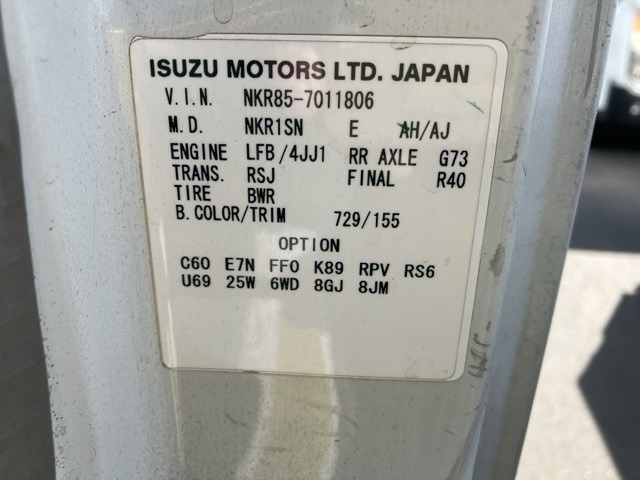 ISUZU MOTORS LTD. JAPAN
V.I.N. NKR85-7011806
M.D. NKR1SN E AH/AJ
ENGINE LFB/4JJ1 RR AXLE G73
TRANS. RSJ FINAL R40
TIRE BWR
B.COLOR/TRIM 729/155
OPTION
C60 E7N FF0 K89 RPV RS6
U69 25W 6WD 8GJ 8JM